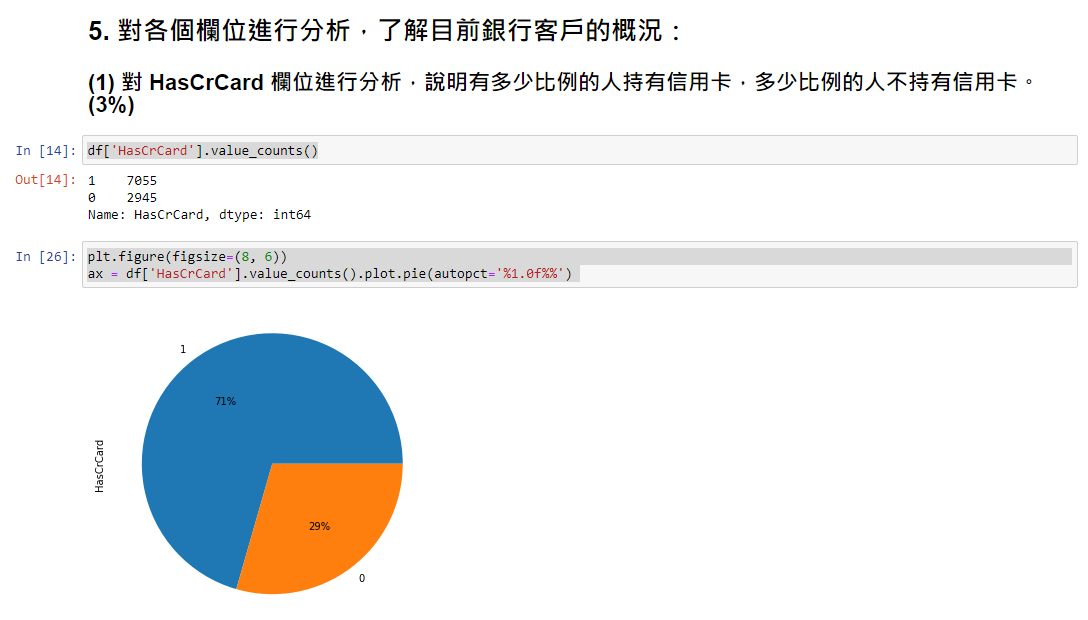 5. 對各個欄位進行分析，了解目前銀行客戶的概況：
(1) 對 HasCrCard 欄位進行分析，說明有多少比例的人持有信用卡，多少比例的人不持有信用卡。
(3%)
In [14]: df['HasCrCard'].value_counts()
Out[14]: 1    7055
0    2945
Name: HasCrCard, dtype: int64
In [26]: plt.figure(figsize=(8, 6))
ax = df['HasCrCard'].value_counts().plot.pie(autopct='%1.0f%%')
1
71%
HasCrCard
29%
0